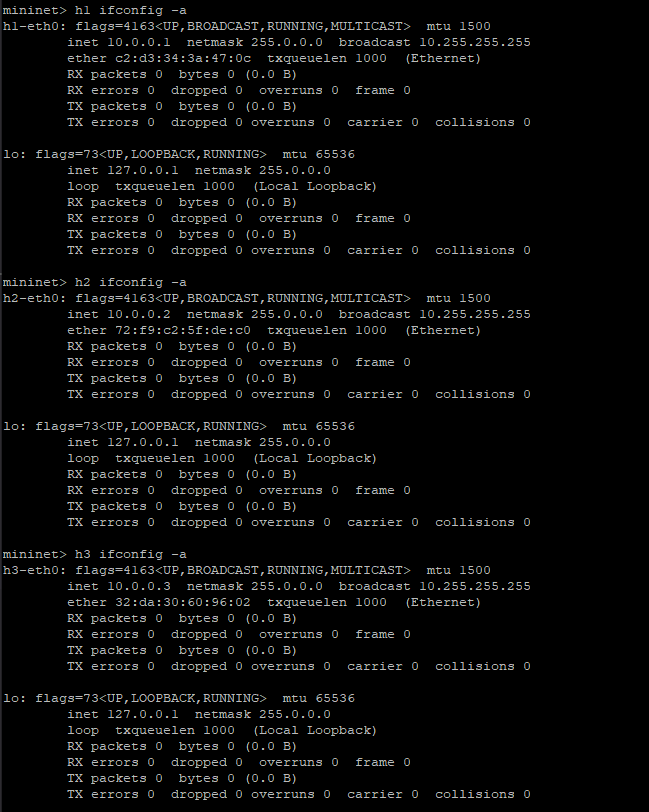 mininet> h1 ifconfig -a
h1-eth0: flags=4163<UP,BROADCAST,RUNNING,MULTICAST>  mtu 1500
        inet 10.0.0.1  netmask 255.0.0.0  broadcast 10.255.255.255
        ether c2:d3:34:3a:47:0c  txqueuelen 1000  (Ethernet)
        RX packets 0  bytes 0 (0.0 B)
        RX errors 0  dropped 0  overruns 0  frame 0
        TX packets 0  bytes 0 (0.0 B)
        TX errors 0  dropped 0 overruns 0  carrier 0  collisions 0

lo: flags=73<UP,LOOPBACK,RUNNING>  mtu 65536
        inet 127.0.0.1  netmask 255.0.0.0
        loop  txqueuelen 1000  (Local Loopback)
        RX packets 0  bytes 0 (0.0 B)
        RX errors 0  dropped 0  overruns 0  frame 0
        TX packets 0  bytes 0 (0.0 B)
        TX errors 0  dropped 0 overruns 0  carrier 0  collisions 0

mininet> h2 ifconfig -a
h2-eth0: flags=4163<UP,BROADCAST,RUNNING,MULTICAST>  mtu 1500
        inet 10.0.0.2  netmask 255.0.0.0  broadcast 10.255.255.255
        ether 72:f9:c2:5f:de:c0  txqueuelen 1000  (Ethernet)
        RX packets 0  bytes 0 (0.0 B)
        RX errors 0  dropped 0  overruns 0  frame 0
        TX packets 0  bytes 0 (0.0 B)
        TX errors 0  dropped 0 overruns 0  carrier 0  collisions 0

lo: flags=73<UP,LOOPBACK,RUNNING>  mtu 65536
        inet 127.0.0.1  netmask 255.0.0.0
        loop  txqueuelen 1000  (Local Loopback)
        RX packets 0  bytes 0 (0.0 B)
        RX errors 0  dropped 0  overruns 0  frame 0
        TX packets 0  bytes 0 (0.0 B)
        TX errors 0  dropped 0 overruns 0  carrier 0  collisions 0

mininet> h3 ifconfig -a
h3-eth0: flags=4163<UP,BROADCAST,RUNNING,MULTICAST>  mtu 1500
        inet 10.0.0.3  netmask 255.0.0.0  broadcast 10.255.255.255
        ether 32:da:30:60:96:02  txqueuelen 1000  (Ethernet)
        RX packets 0  bytes 0 (0.0 B)
        RX errors 0  dropped 0  overruns 0  frame 0
        TX packets 0  bytes 0 (0.0 B)
        TX errors 0  dropped 0 overruns 0  carrier 0  collisions 0

lo: flags=73<UP,LOOPBACK,RUNNING>  mtu 65536
        inet 127.0.0.1  netmask 255.0.0.0
        loop  txqueuelen 1000  (Local Loopback)
        RX packets 0  bytes 0 (0.0 B)
        RX errors 0  dropped 0  overruns 0  frame 0
        TX packets 0  bytes 0 (0.0 B)
        TX errors 0  dropped 0 overruns 0  carrier 0  collisions 0